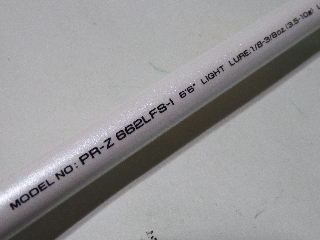 MODEL NO: PR-Z 662LFS-I 6'6" LIGHT LURE:1/8-3/8oz (3.5-10g) L